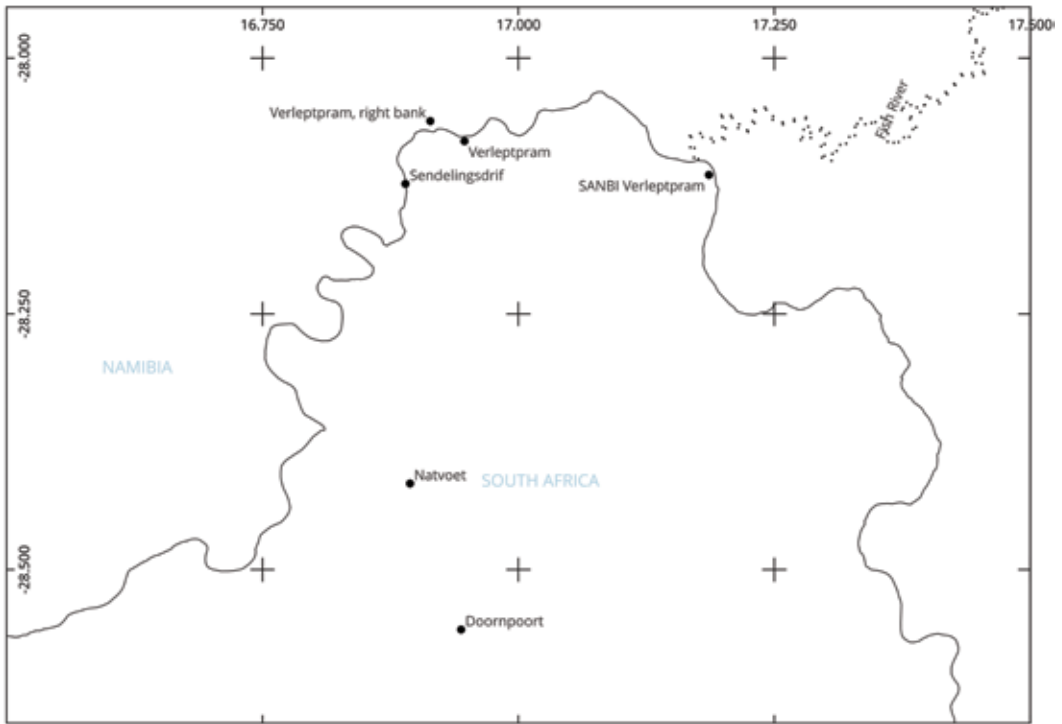 16.750
17.000
17.250
17.500
-28.000
Fish River
Verleptpram, right bank
Verleptpram
Sendelingsdrif
SANBI Verleptpram
-28.250
NAMIBIA
Natvoet
SOUTH AFRICA
-28.500
Doornpoort